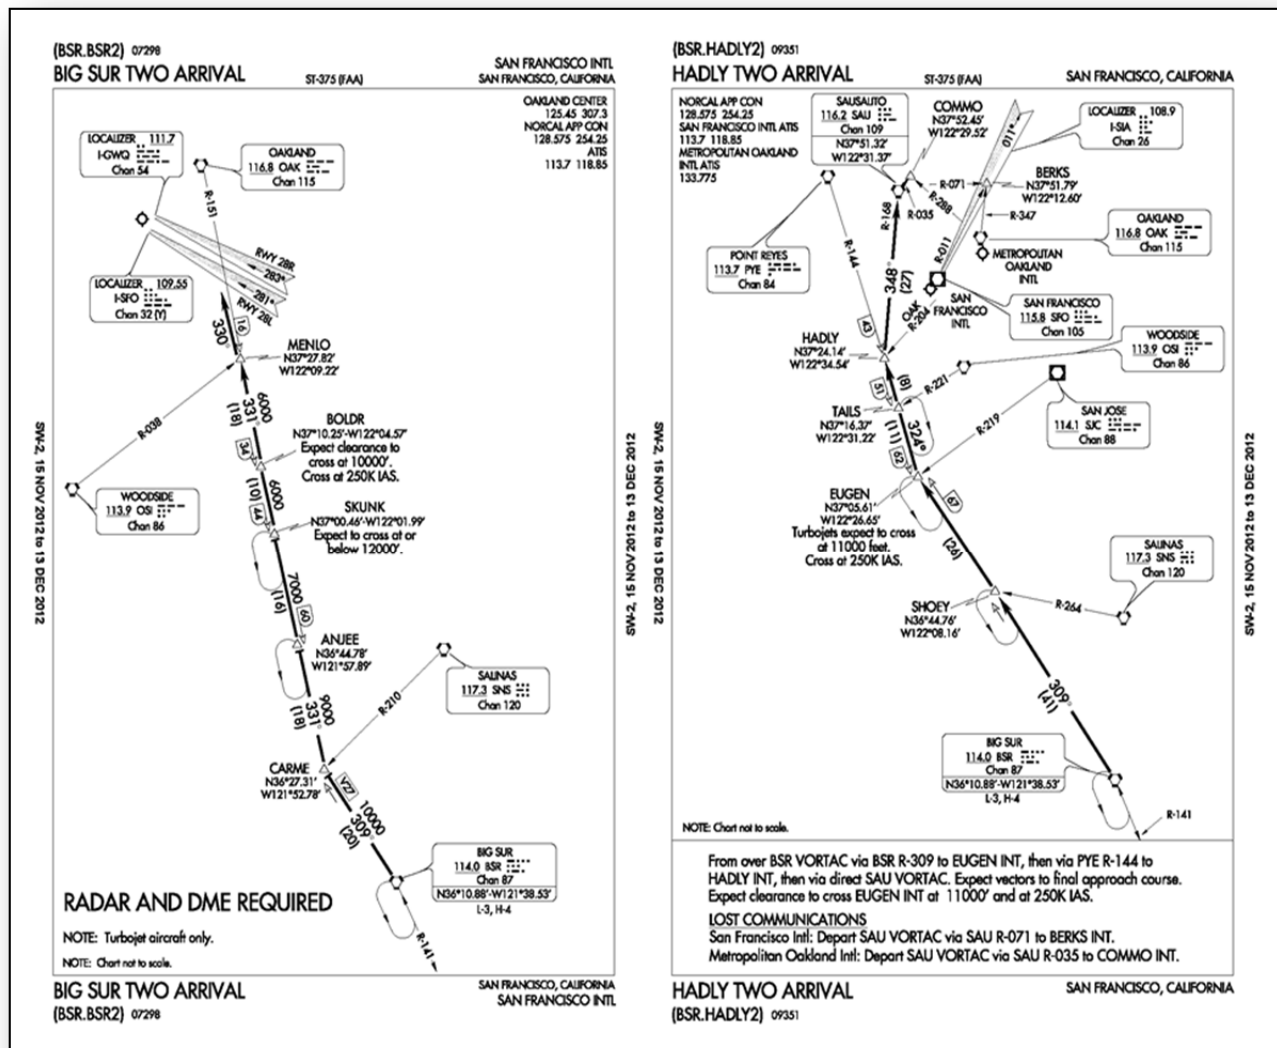 (BSR.BSR2) 07298
BIG SUR TWO ARRIVAL
ST-375 (FAA)
SAN FRANCISCO INTL
SAN FRANCISCO, CALIFORNIA
OAKLAND CENTER
125.45 307.3
NORCAL APP CON
128.575 254.25
ATIS
113.7 118.85
LOCALIZER 111.7
I-GWQ
Chan 54
OAKLAND
116.8 OAK
Chan 115
R-151
RWY 28R
283°
281°
RWY 28L
LOCALIZER 109.55
I-SFO
Chan 32 (Y)
330°
16
MENLO
N37°27.82'
W122°09.22'
R-038
6000
331°
(18)
BOLDR
N37°10.25'-W122°04.57'
Expect clearance to
cross at 10000'.
Cross at 250K IAS.
34
6000
(10)
44
WOODSIDE
113.9 OSI
Chan 86
SKUNK
N37°00.46'-W122°01.99'
Expect to cross at or
below 12000'.
7000
(16)
60
ANJEE
N36°44.78'
W121°57.89'
SALINAS
117.3 SNS
Chan 120
R-210
9000
331°
(18)
CARME
N36°27.31'
W121°52.78'
V27
10000
309°
(20)
BIG SUR
114.0 BSR
Chan 87
N36°10.88'-W121°38.53'
L-3, H-4
R-141
RADAR AND DME REQUIRED
NOTE: Turbojet aircraft only.
NOTE: Chart not to scale.
BIG SUR TWO ARRIVAL
(BSR.BSR2) 07298
SAN FRANCISCO, CALIFORNIA
SAN FRANCISCO INTL
SW-2, 15 NOV 2012 to 13 DEC 2012
SW-2, 15 NOV 2012 to 13 DEC 2012
(BSR.HADLY2) 09351
HADLY TWO ARRIVAL
ST-375 (FAA)
SAN FRANCISCO, CALIFORNIA
NORCAL APP CON
128.575 254.25
SAN FRANCISCO INTL ATIS
113.7 118.85
METROPOLITAN OAKLAND
INTL ATIS
133.775
SAUSALITO
116.2 SAU
Chan 109
N37°51.32'
W122°31.37'
COMMO
N37°52.45'
W122°29.52'
011°
LOCALIZER 108.9
I-SIA
Chan 26
BERKS
N37°51.79'
W122°12.60'
R-071
R-288
R-035
R-168
R-347
R-011
OAKLAND
116.8 OAK
Chan 115
METROPOLITAN
OAKLAND
INTL
POINT REYES
113.7 PYE
Chan 84
R-144
348°
(27)
OAK
R-204
SAN
FRANCISCO
INTL
SAN FRANCISCO
115.8 SFO
Chan 105
43
HADLY
N37°24.14'
W122°34.54'
WOODSIDE
113.9 OSI
Chan 86
(8)
51
R-221
TAILS
N37°16.37'
W122°31.22'
(11)
324°
62
R-219
SAN JOSE
114.1 SJC
Chan 88
EUGEN
N37°05.61'
W122°26.65'
Turbojets expect to cross
at 11000 feet.
Cross at 250K IAS.
67
(26)
SALINAS
117.3 SNS
Chan 120
R-264
SHOEY
N36°44.76'
W122°08.16'
309°
(41)
BIG SUR
114.0 BSR
Chan 87
N36°10.88'-W121°38.53'
L-3, H-4
R-141
NOTE: Chart not to scale.
From over BSR VORTAC via BSR R-309 to EUGEN INT, then via PYE R-144 to
HADLY INT, then via direct SAU VORTAC. Expect vectors to final approach course.
Expect clearance to cross EUGEN INT at 11000' and at 250K IAS.
LOST COMMUNICATIONS
San Francisco Intl: Depart SAU VORTAC via SAU R-071 to BERKS INT.
Metropolitan Oakland Intl: Depart SAU VORTAC via SAU R-035 to COMMO INT.
HADLY TWO ARRIVAL
(BSR.HADLY2) 09351
SAN FRANCISCO, CALIFORNIA
SW-2, 15 NOV 2012 to 13 DEC 2012
SW-2, 15 NOV 2012 to 13 DEC 2012